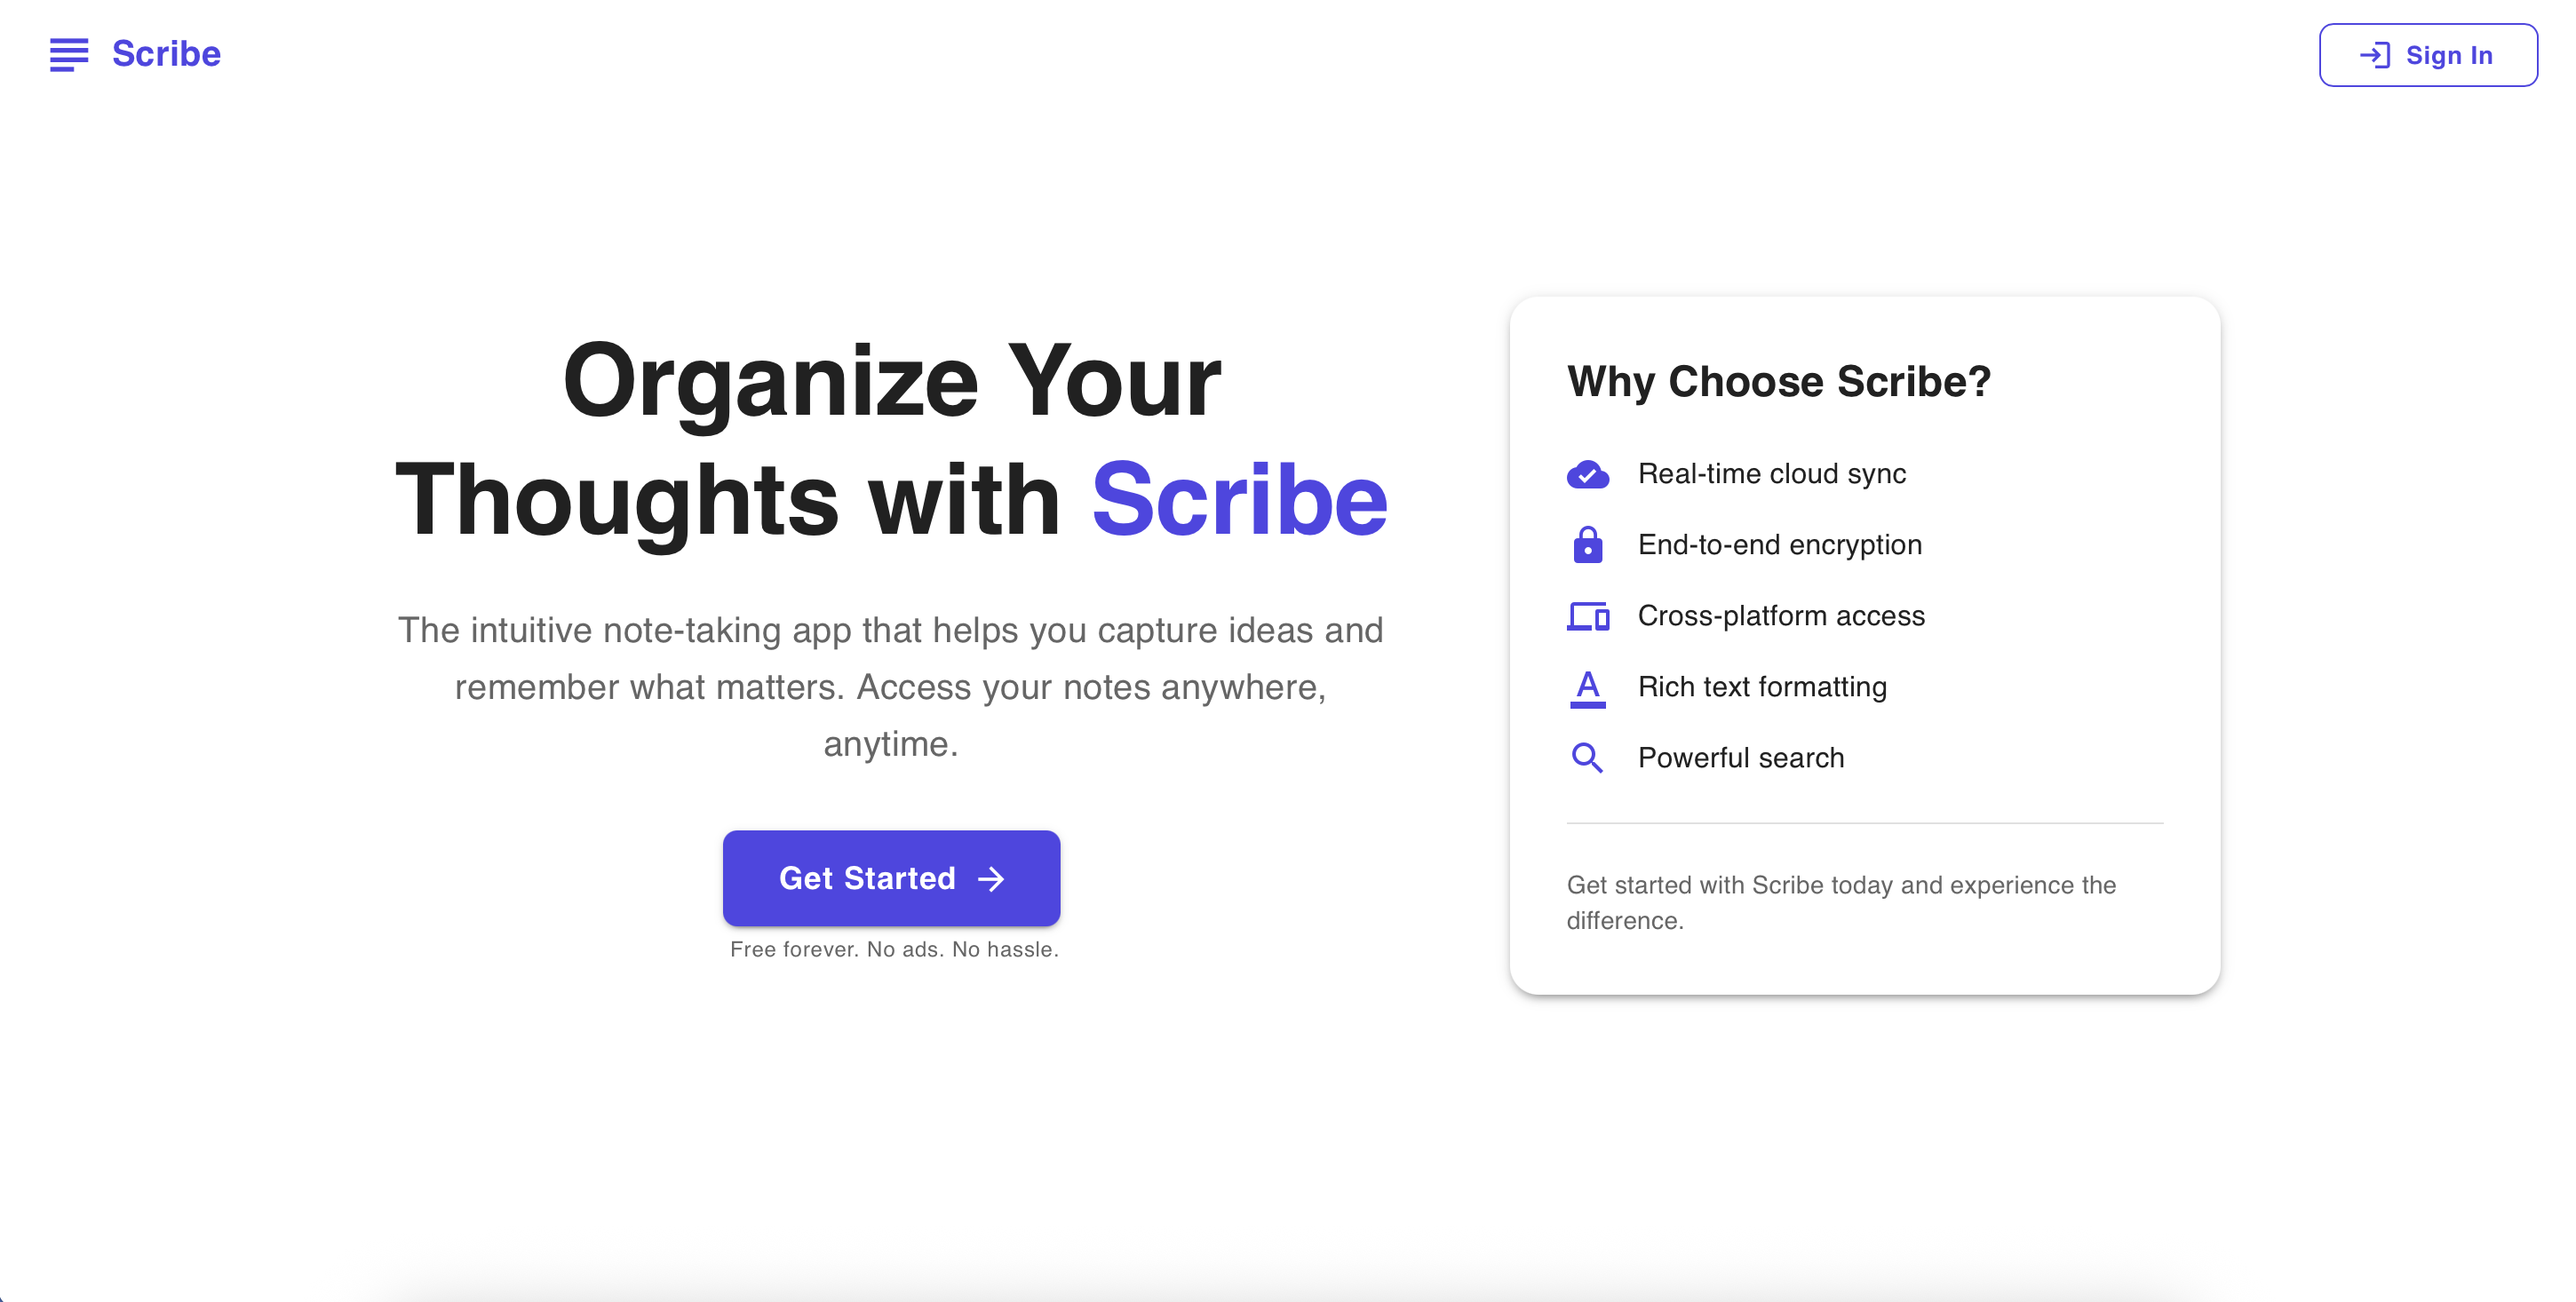 Scribe
Sign In
Organize Your
Thoughts with Scribe
The intuitive note-taking app that helps you capture ideas and
remember what matters. Access your notes anywhere,
anytime.
Get Started
Free forever. No ads. No hassle.
Why Choose Scribe?
Real-time cloud sync
End-to-end encryption
Cross-platform access
Rich text formatting
Powerful search
Get started with Scribe today and experience the
difference.